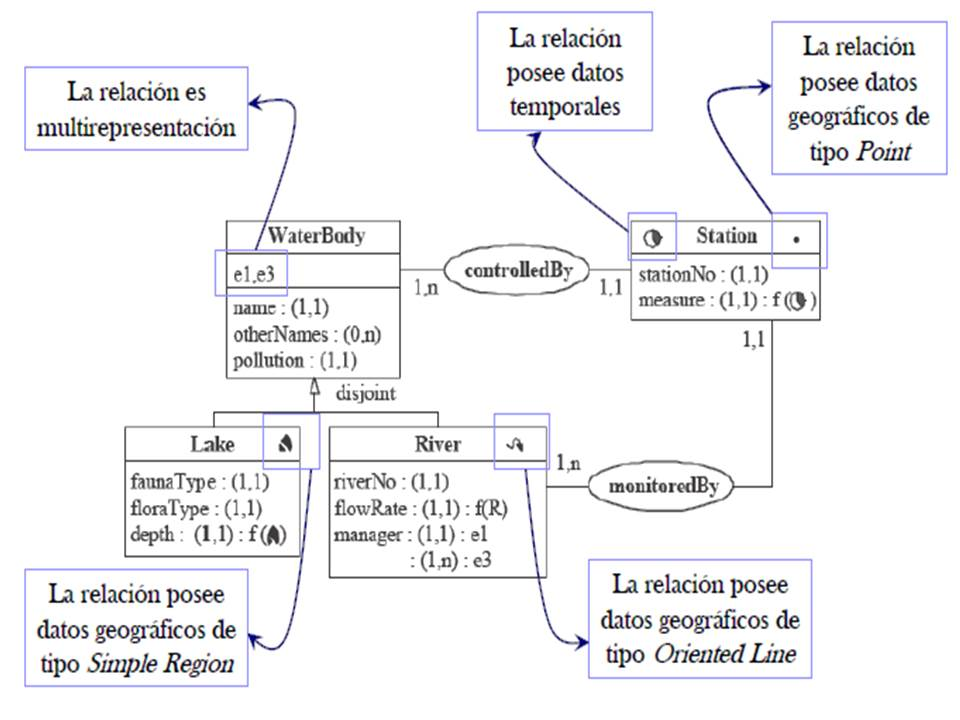 La relación
posee datos
temporales
La relación
posee datos
geográficos de
tipo Point
La relación es
multirepresentación
WaterBody
e1,e3
name : (1,1)
otherNames : (0,n)
pollution : (1,1)
1,n
controlledBy
1,1
Station
stationNo : (1,1)
measure : (1,1) : f ( )
1,1
disjoint
Lake
faunaType : (1,1)
floraType : (1,1)
depth : (1,1) : f ( )
River
riverNo : (1,1)
flowRate : (1,1) : f(R)
manager : (1,1) : e1
: (1,n) : e3
1,n
monitoredBy
La relación posee
datos geográficos de
tipo Simple Region
La relación posee
datos geográficos de
tipo Oriented Line